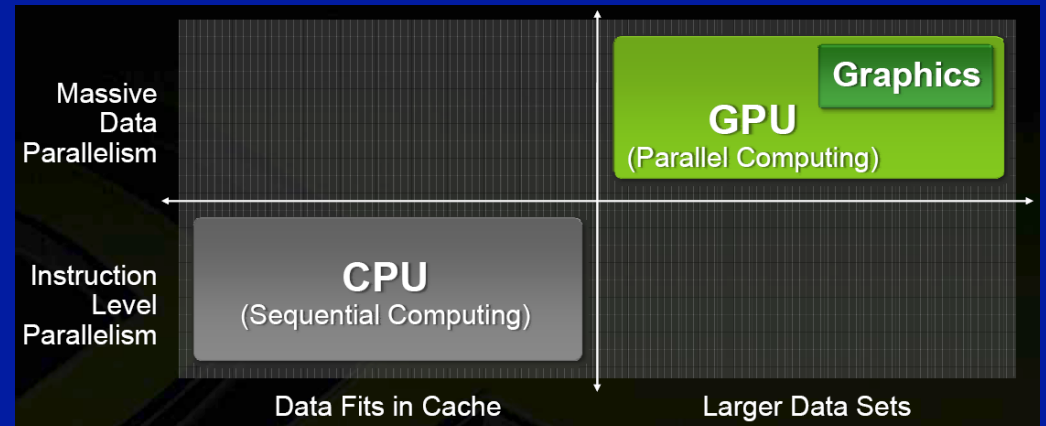 Massive
Data
Parallelism
Graphics
GPU
(Parallel Computing)
Instruction
Level
Parallelism
CPU
(Sequential Computing)
Data Fits in Cache
Larger Data Sets